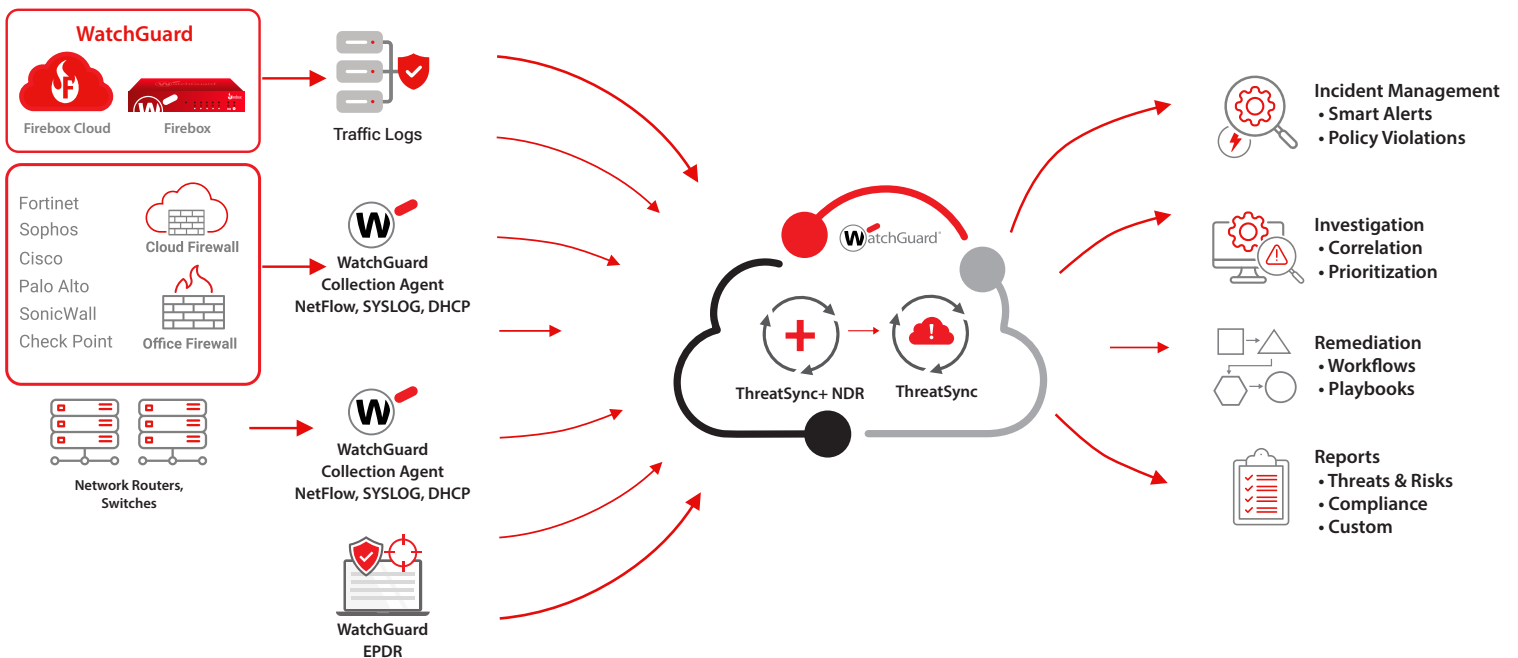 WatchGuard
Firebox Cloud
Firebox
Traffic Logs
Fortinet
Sophos
Cisco
Palo Alto
SonicWall
Check Point
Cloud Firewall
Office Firewall
WatchGuard
Collection Agent
NetFlow, SYSLOG, DHCP
Network Routers,
Switches
WatchGuard
Collection Agent
NetFlow, SYSLOG, DHCP
WatchGuard
EPDR
WatchGuard
ThreatSync+ NDR
ThreatSync
Incident Management
• Smart Alerts
• Policy Violations
Investigation
• Correlation
• Prioritization
Remediation
• Workflows
• Playbooks
Reports
• Threats & Risks
• Compliance
• Custom